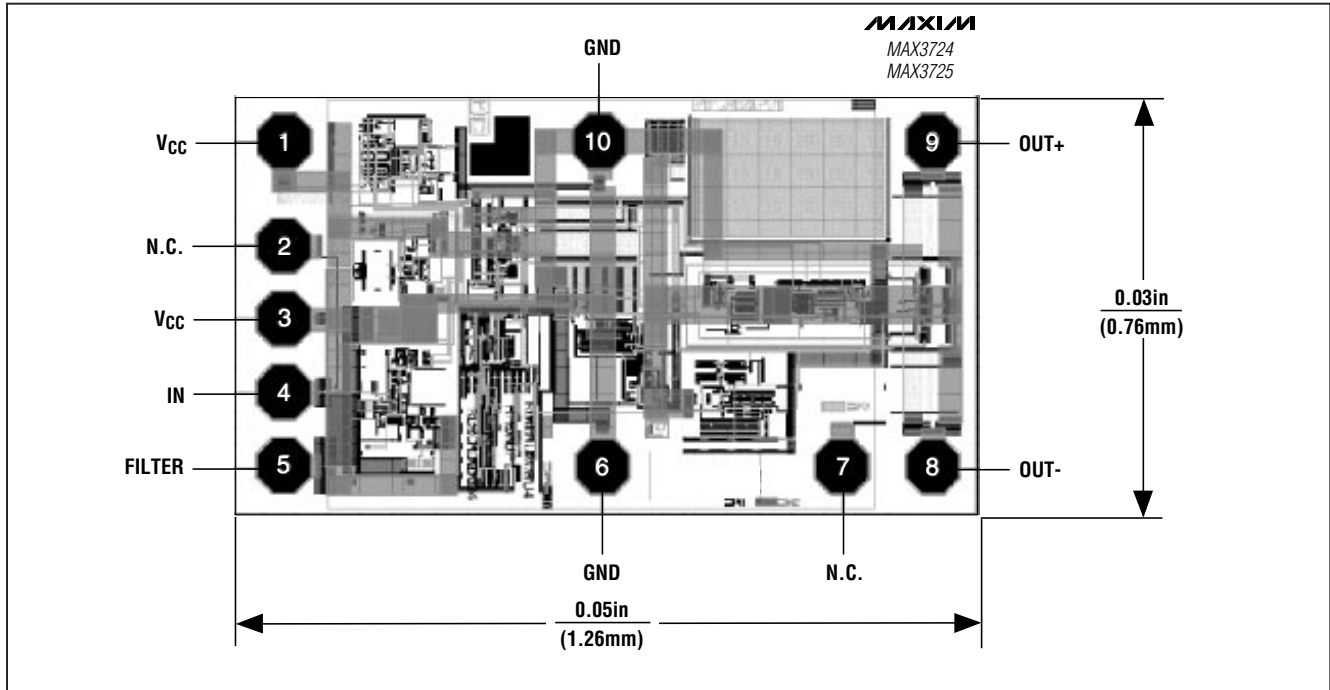 MAXIM
MAX3724
MAX3725
GND
VCC
1
10
9
OUT+
N.C.
2
VCC
3
0.03in
(0.76mm)
IN
4
FILTER
5
6
7
8
OUT-
GND
N.C.
0.05in
(1.26mm)